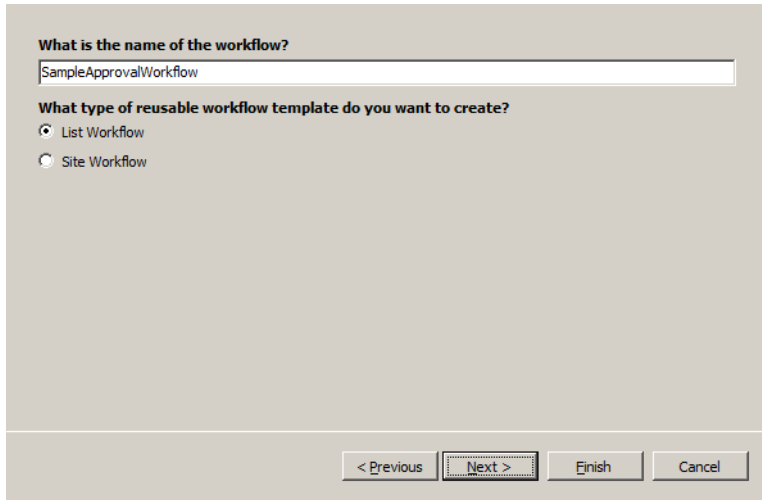 What is the name of the workflow?
SampleApprovalWorkflow
What type of reusable workflow template do you want to create?
List Workflow
Site Workflow
< Previous
Next >
Finish
Cancel